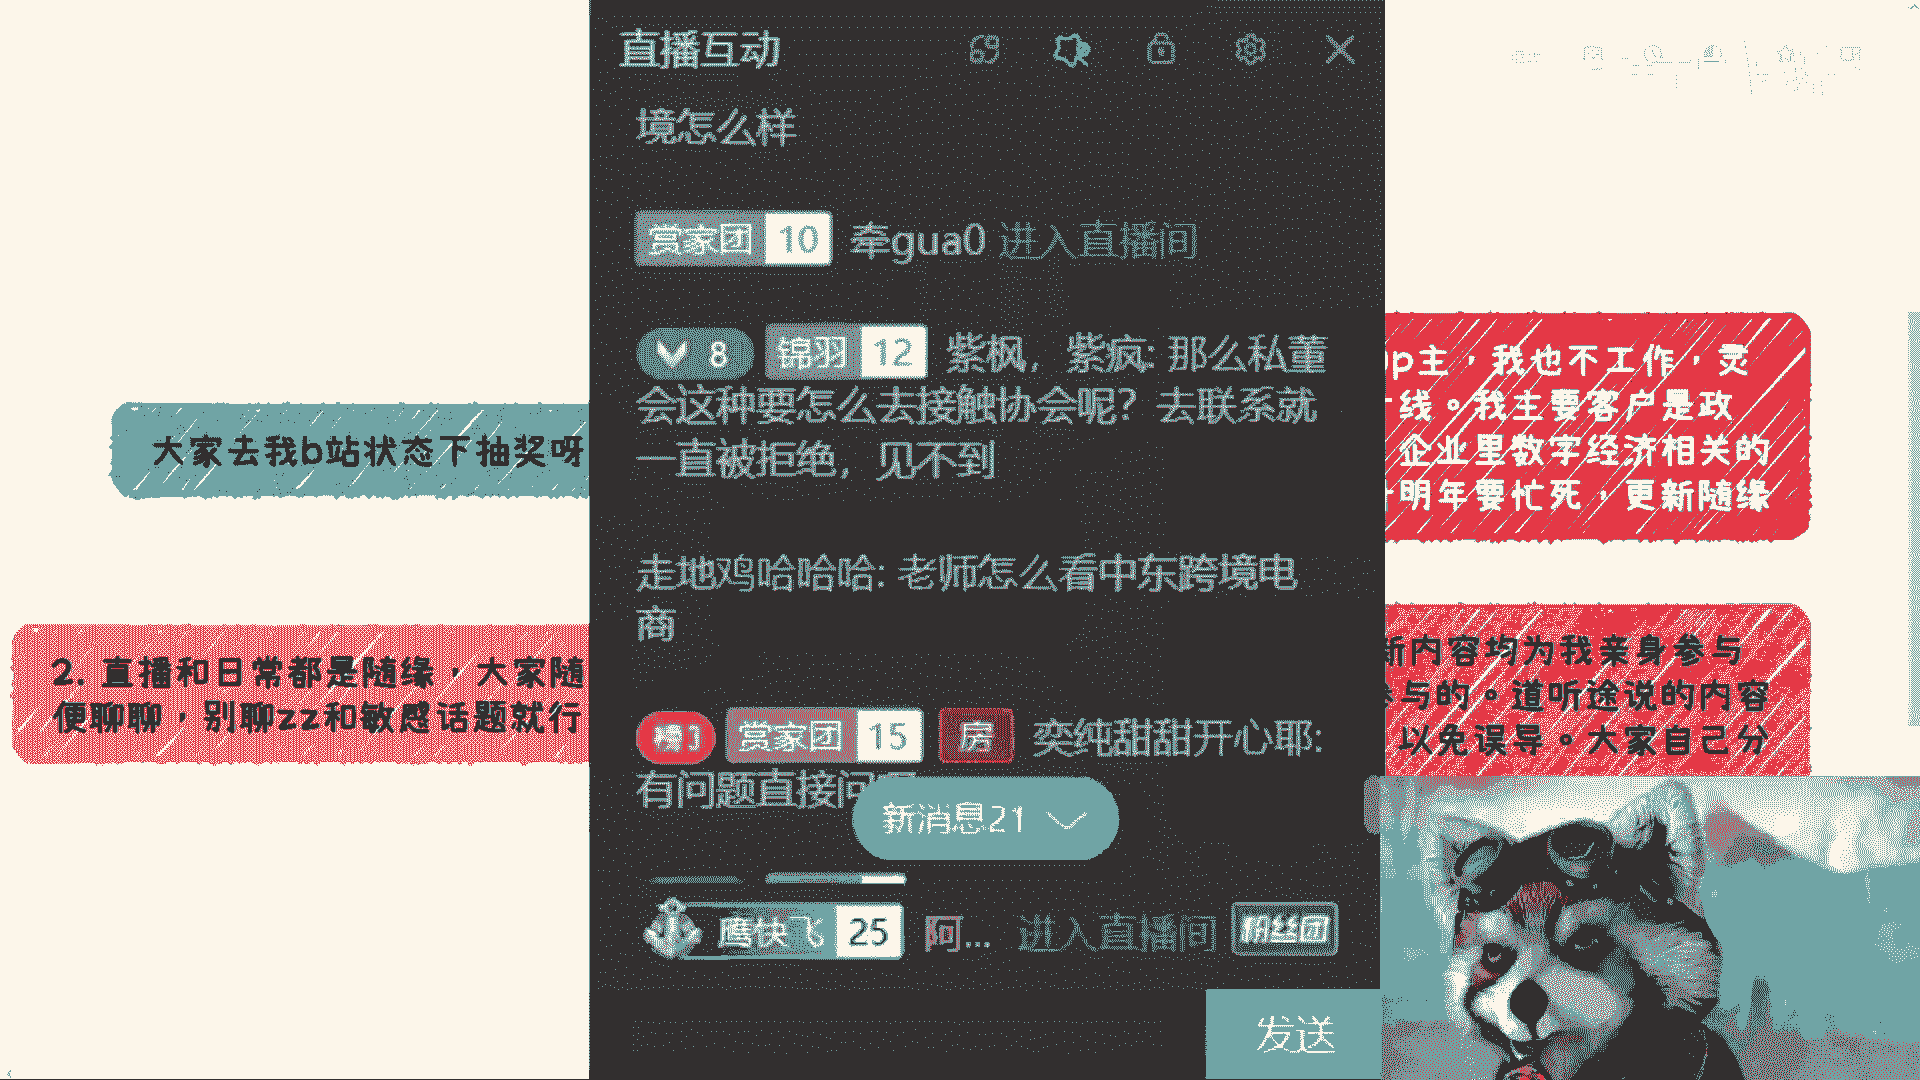 直播互动
境怎么样
赏家团 10 牵gua0 进入直播间
8 锦羽 12 紫枫，紫疯: 那么私董
会这种要怎么去接触协会呢？去联系就
一直被拒绝，见不到
走地鸡哈哈哈: 老师怎么看中东跨境电
商
赏家团 15 房 奕纯甜甜开心耶:
有问题直接问
新消息21
鹰快飞 25 阿... 进入直播间 粉丝团
发送
大家去我b站状态下抽奖呀
2. 直播和日常都是随缘，大家随
便聊聊，别聊zz和敏感话题就行
up主，我也不工作，灵
线。我主要客户是政
企业里数字经济相关的
明年要忙死，更新随缘
新内容均为我亲身参与
参与的。道听途说的内容
以免误导。大家自己分